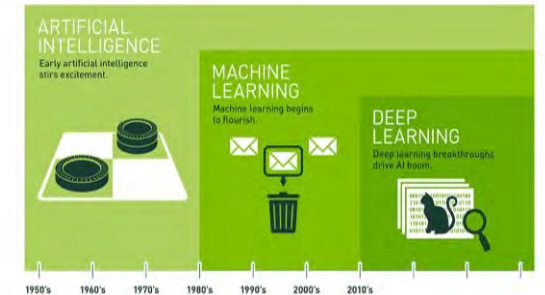 ARTIFICIAL
INTELLIGENCE
Early artificial intelligence
stirs excitement.
MACHINE
LEARNING
Machine learning begins
to flourish.
DEEP
LEARNING
Deep learning breakthroughs
drive AI boom.
1950's 1960's 1970's 1980's 1990's 2000's 2010's